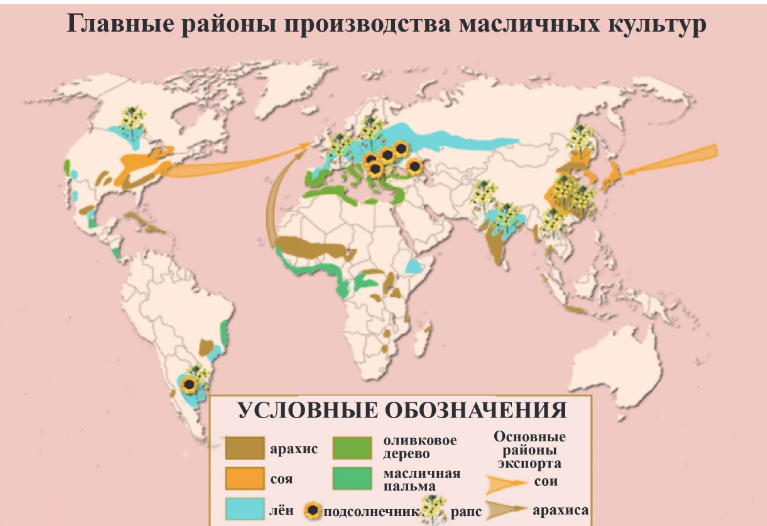 Главные районы производства масличных культур
УСЛОВНЫЕ ОБОЗНАЧЕНИЯ
арахис
соя
лён
оливковое
дерево
масличная
пальма
подсолнечник
рапс
Основные
районы
экспорта
сои
арахиса